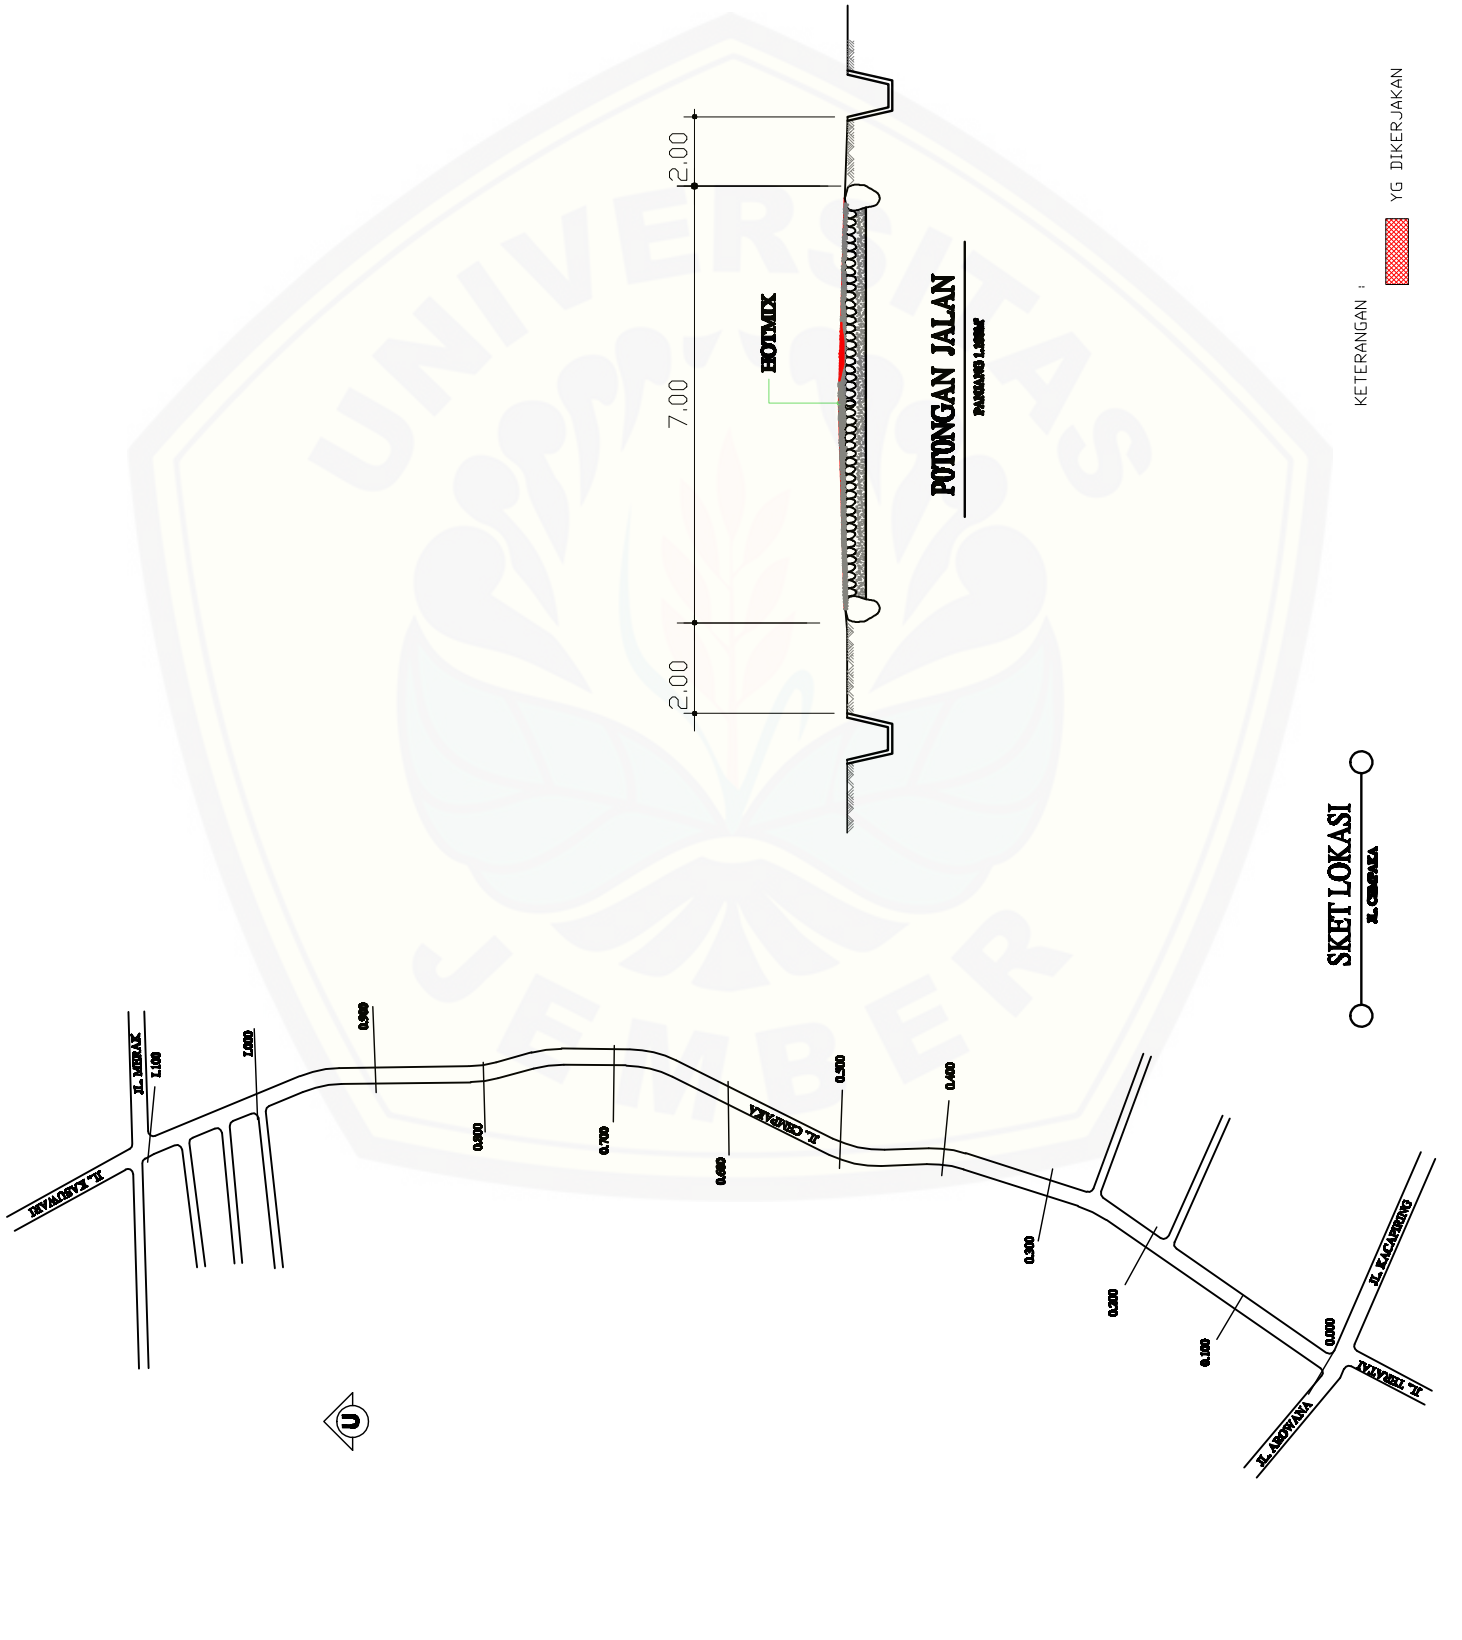 UNIVERSITAS
JEMBER
2.00
7.00
2.00
HOTMIX
POTONGAN JALAN
KETERANGAN :
YG DIKERJAKAN
SKET LOKASI
JL. CEMPAKA
JL. MERAK
1.100
1.000
0.900
0.800
0.700
0.600
0.500
0.400
0.300
0.200
0.100
0.000
JL. KASUWARI
JL. CEMPAKA
JL. KACAPIRING
JL. TERATAI
JL. AROWANA
U